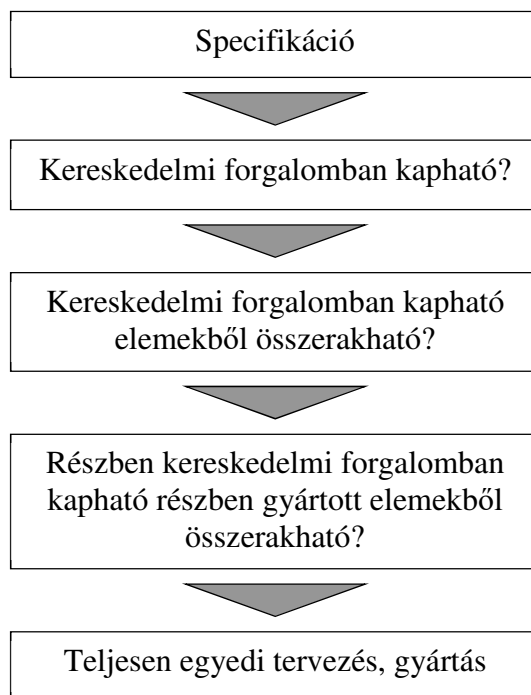 Specifikáció
Kereskedelmi forgalomban kapható?
Kereskedelmi forgalomban kapható
elemekből összerakható?
Részben kereskedelmi forgalomban
kapható részben gyártott elemekből
összerakható?
Teljesen egyedi tervezés, gyártás